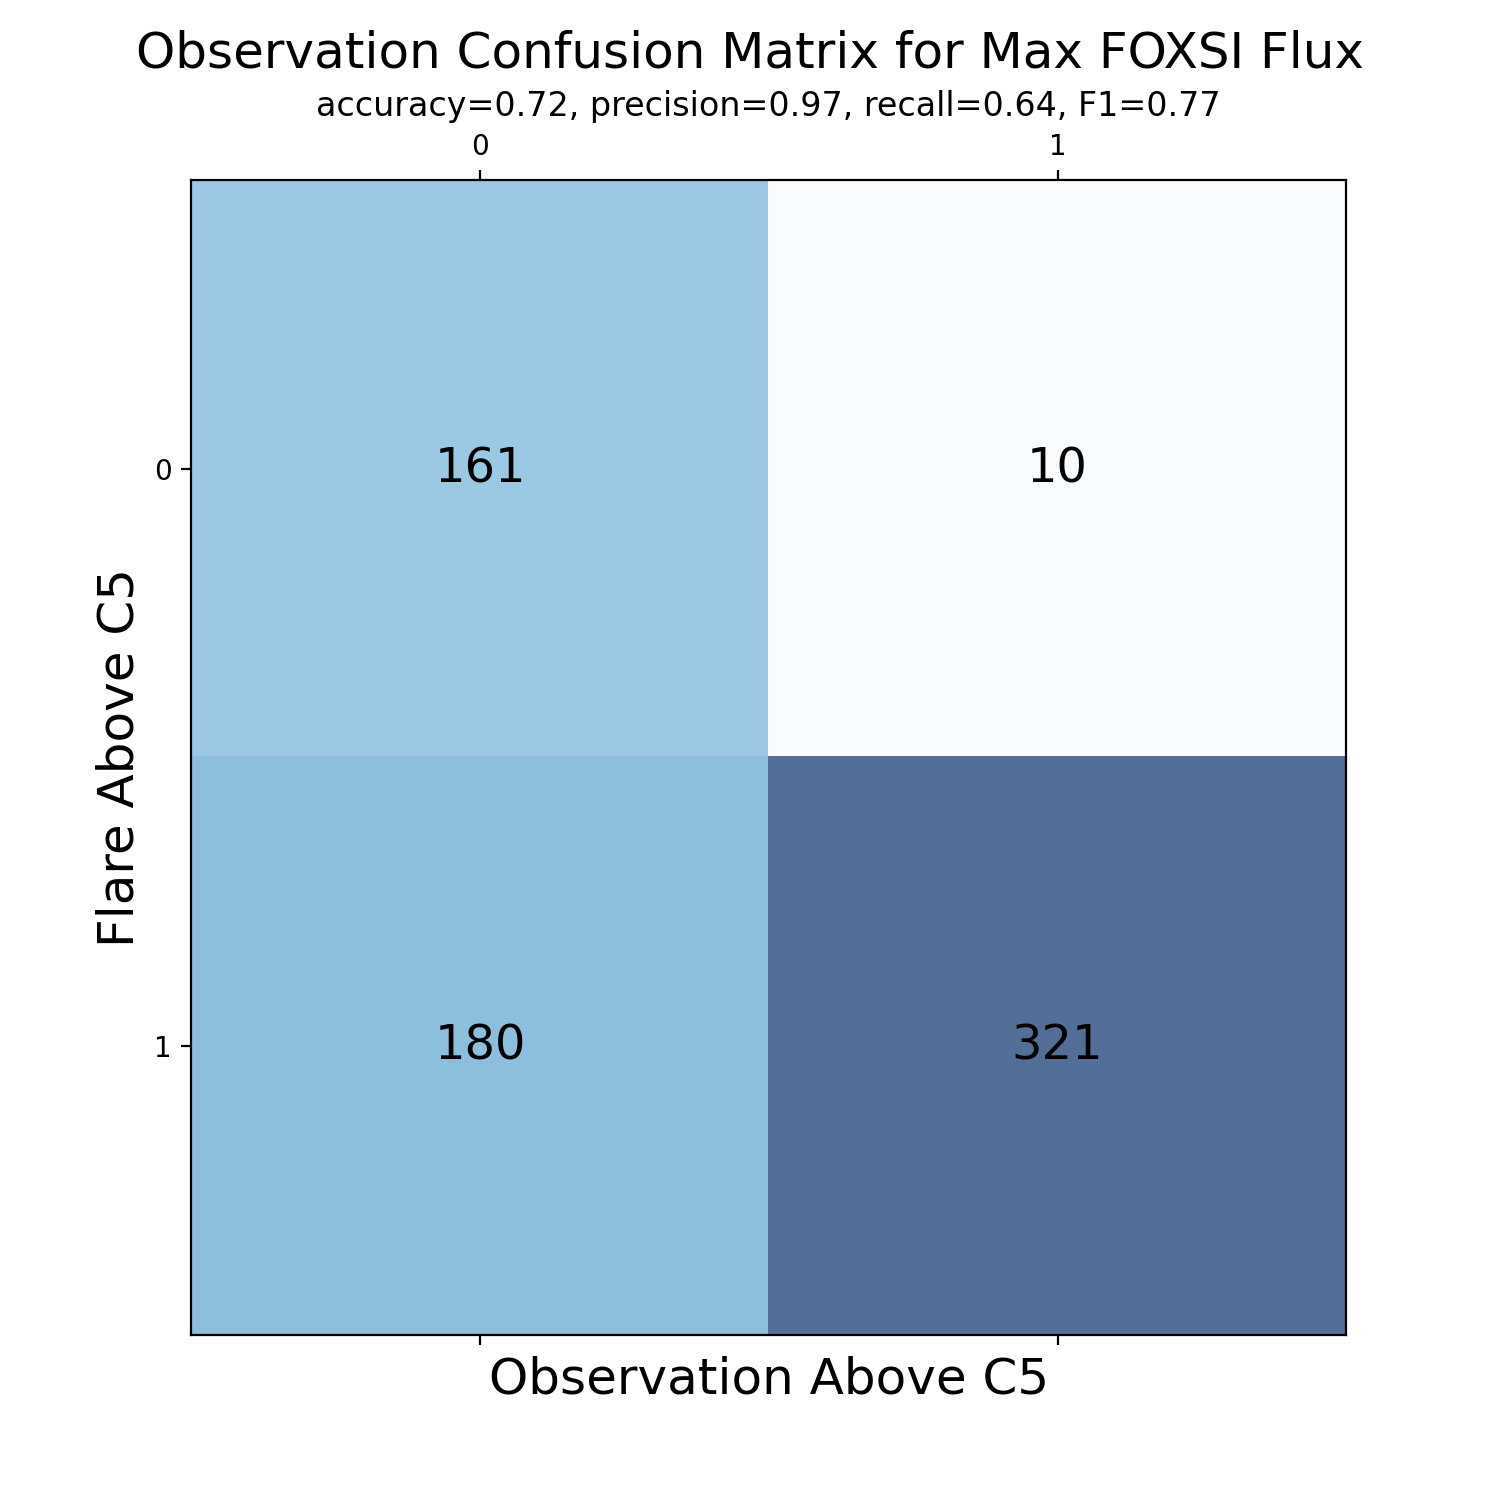 Observation Confusion Matrix for Max FOXSI Flux
accuracy=0.72, precision=0.97, recall=0.64, F1=0.77
0 1
0 161 10
Flare Above C5
1 180 321
Observation Above C5